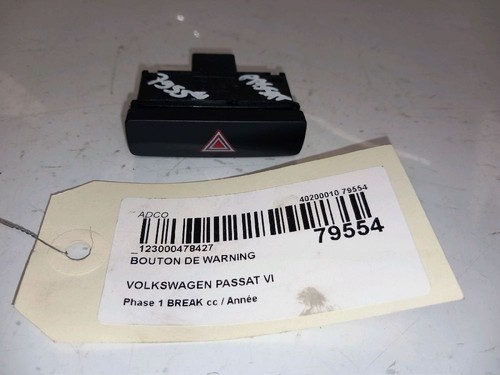 79554
PASSAT
ADCO
40200010 79554
_123000478427
79554
BOUTON DE WARNING
VOLKSWAGEN PASSAT VI
Phase 1 BREAK cc / Année